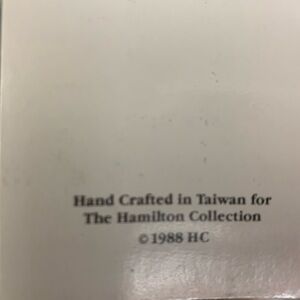 Hand Crafted in Taiwan for
The Hamilton Collection
©1988 HC